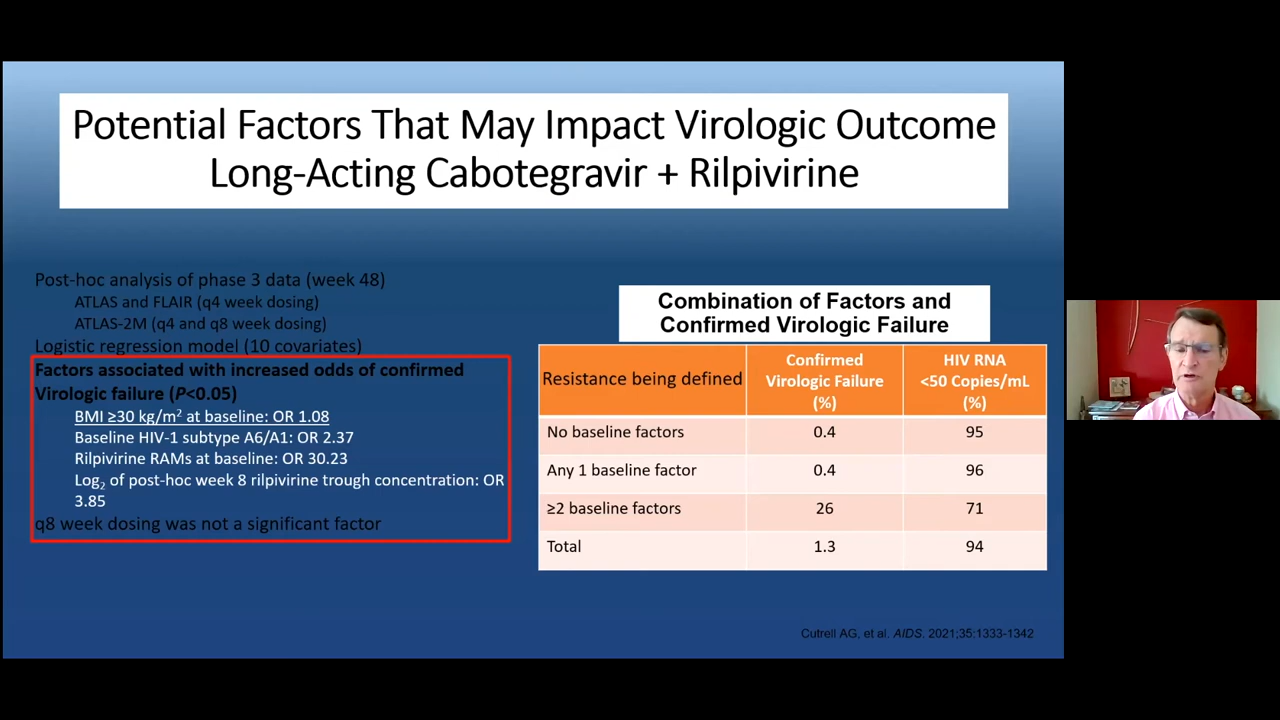 Potential Factors That May Impact Virologic Outcome
Long-Acting Cabotegravir + Rilpivirine
Post-hoc analysis of phase 3 data (week 48)
ATLAS and FLAIR (q4 week dosing)
ATLAS-2M (q4 and q8 week dosing)
Logistic regression model (10 covariates)
Factors associated with increased odds of confirmed
Virologic failure (P<0.05)
BMI ≥30 kg/m² at baseline: OR 1.08
Baseline HIV-1 subtype A6/A1: OR 2.37
Rilpivirine RAMs at baseline: OR 30.23
Log₂ of post-hoc week 8 rilpivirine trough concentration: OR
3.85
q8 week dosing was not a significant factor
Combination of Factors and
Confirmed Virologic Failure
Resistance being defined
Confirmed
Virologic Failure
(%)
HIV RNA
<50 Copies/mL
(%)
No baseline factors 0.4 95
Any 1 baseline factor 0.4 96
≥2 baseline factors 26 71
Total 1.3 94
Cutrell AG, et al. AIDS. 2021;35:1333-1342